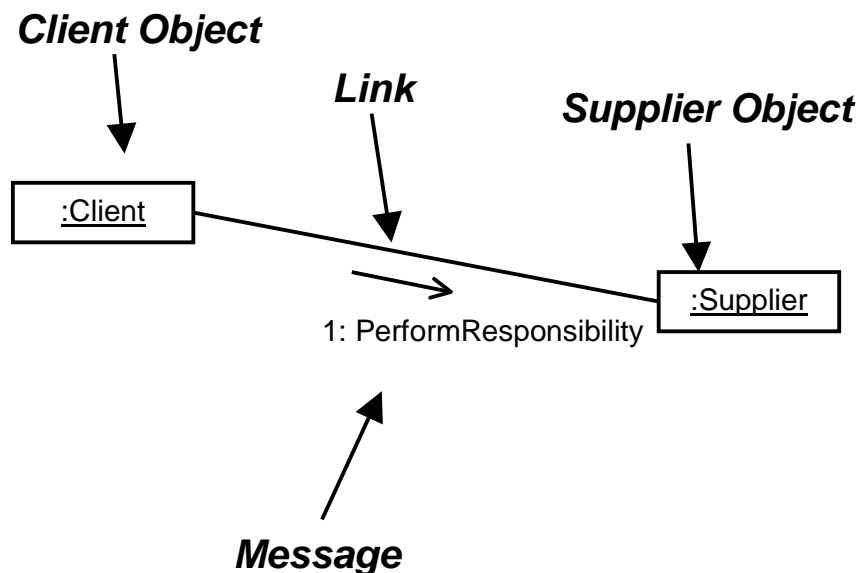 Client Object
Link
Supplier Object
:Client
:Supplier
1: PerformResponsibility
Message